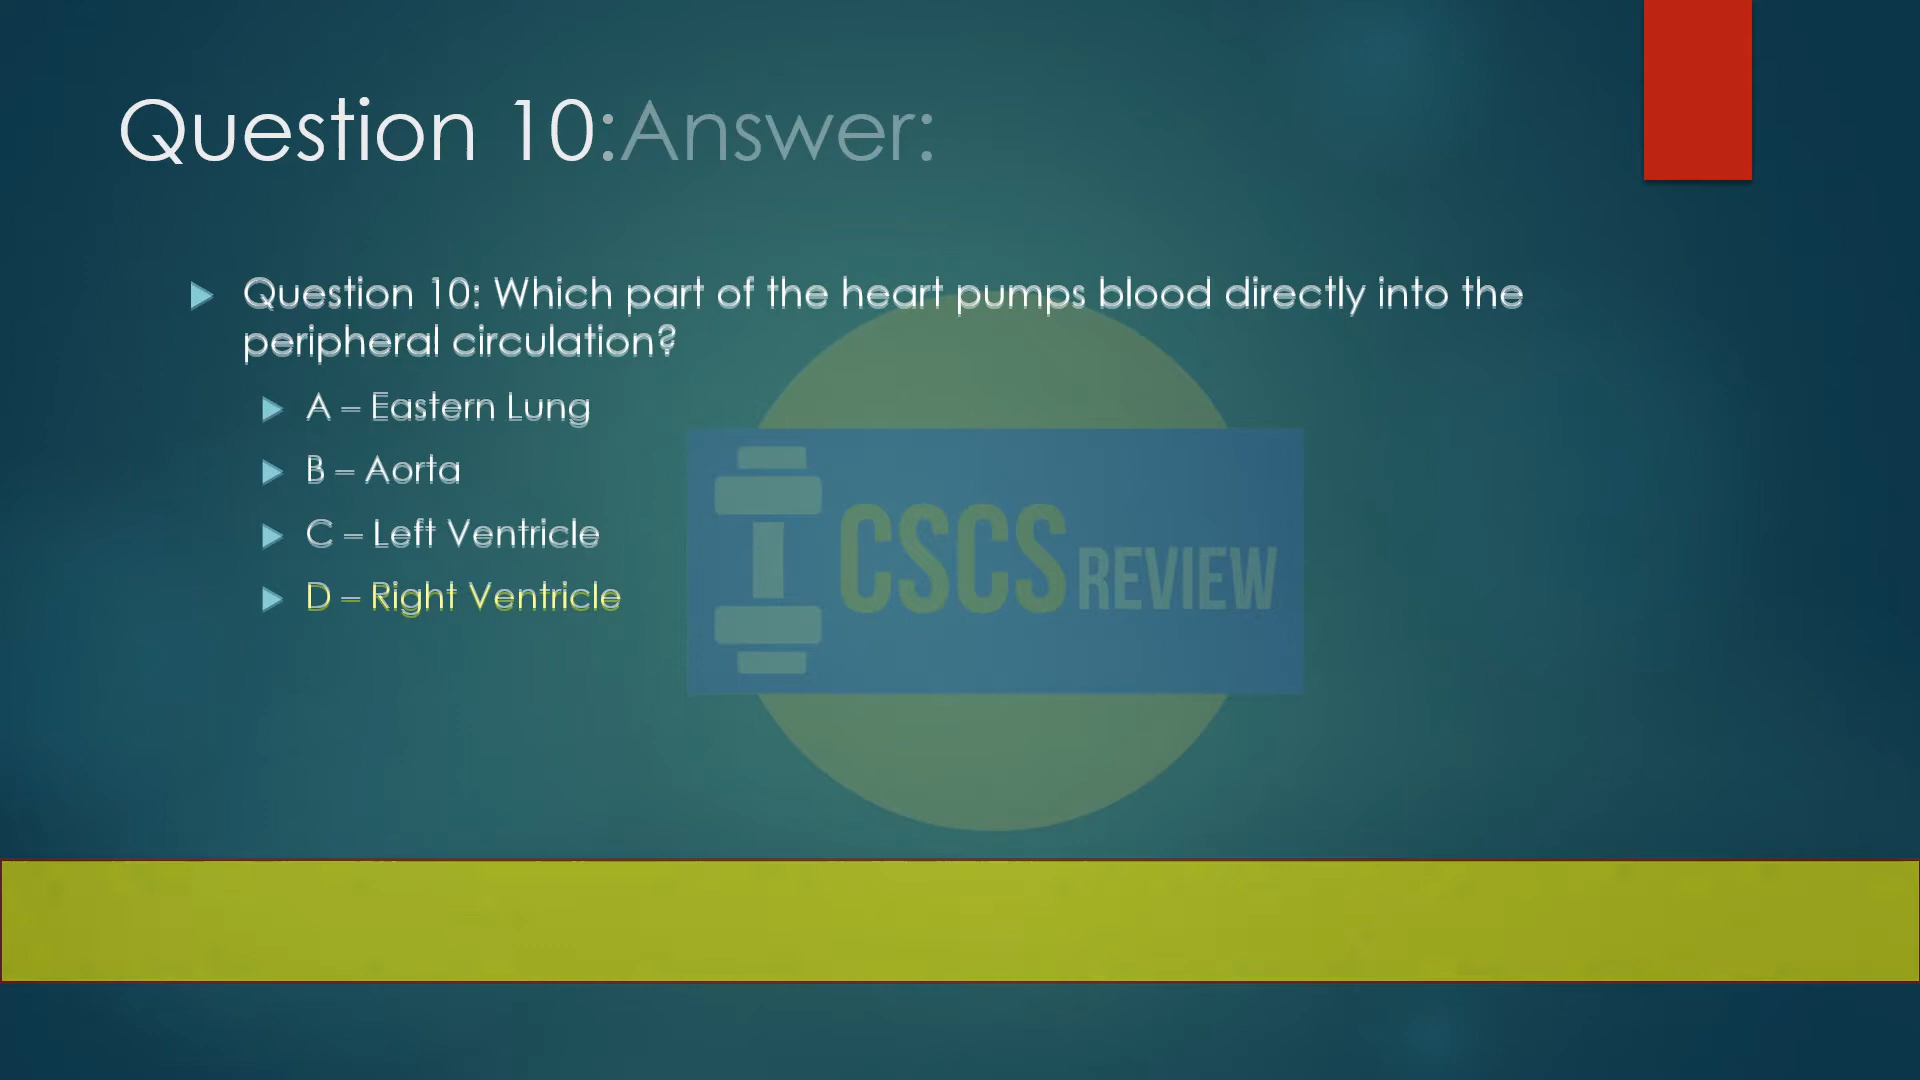 Question 10:Answer:
Question 10: Which part of the heart pumps blood directly into the
peripheral circulation?
A – Eastern Lung
B – Aorta
C – Left Ventricle
D – Right Ventricle
CSCS REVIEW